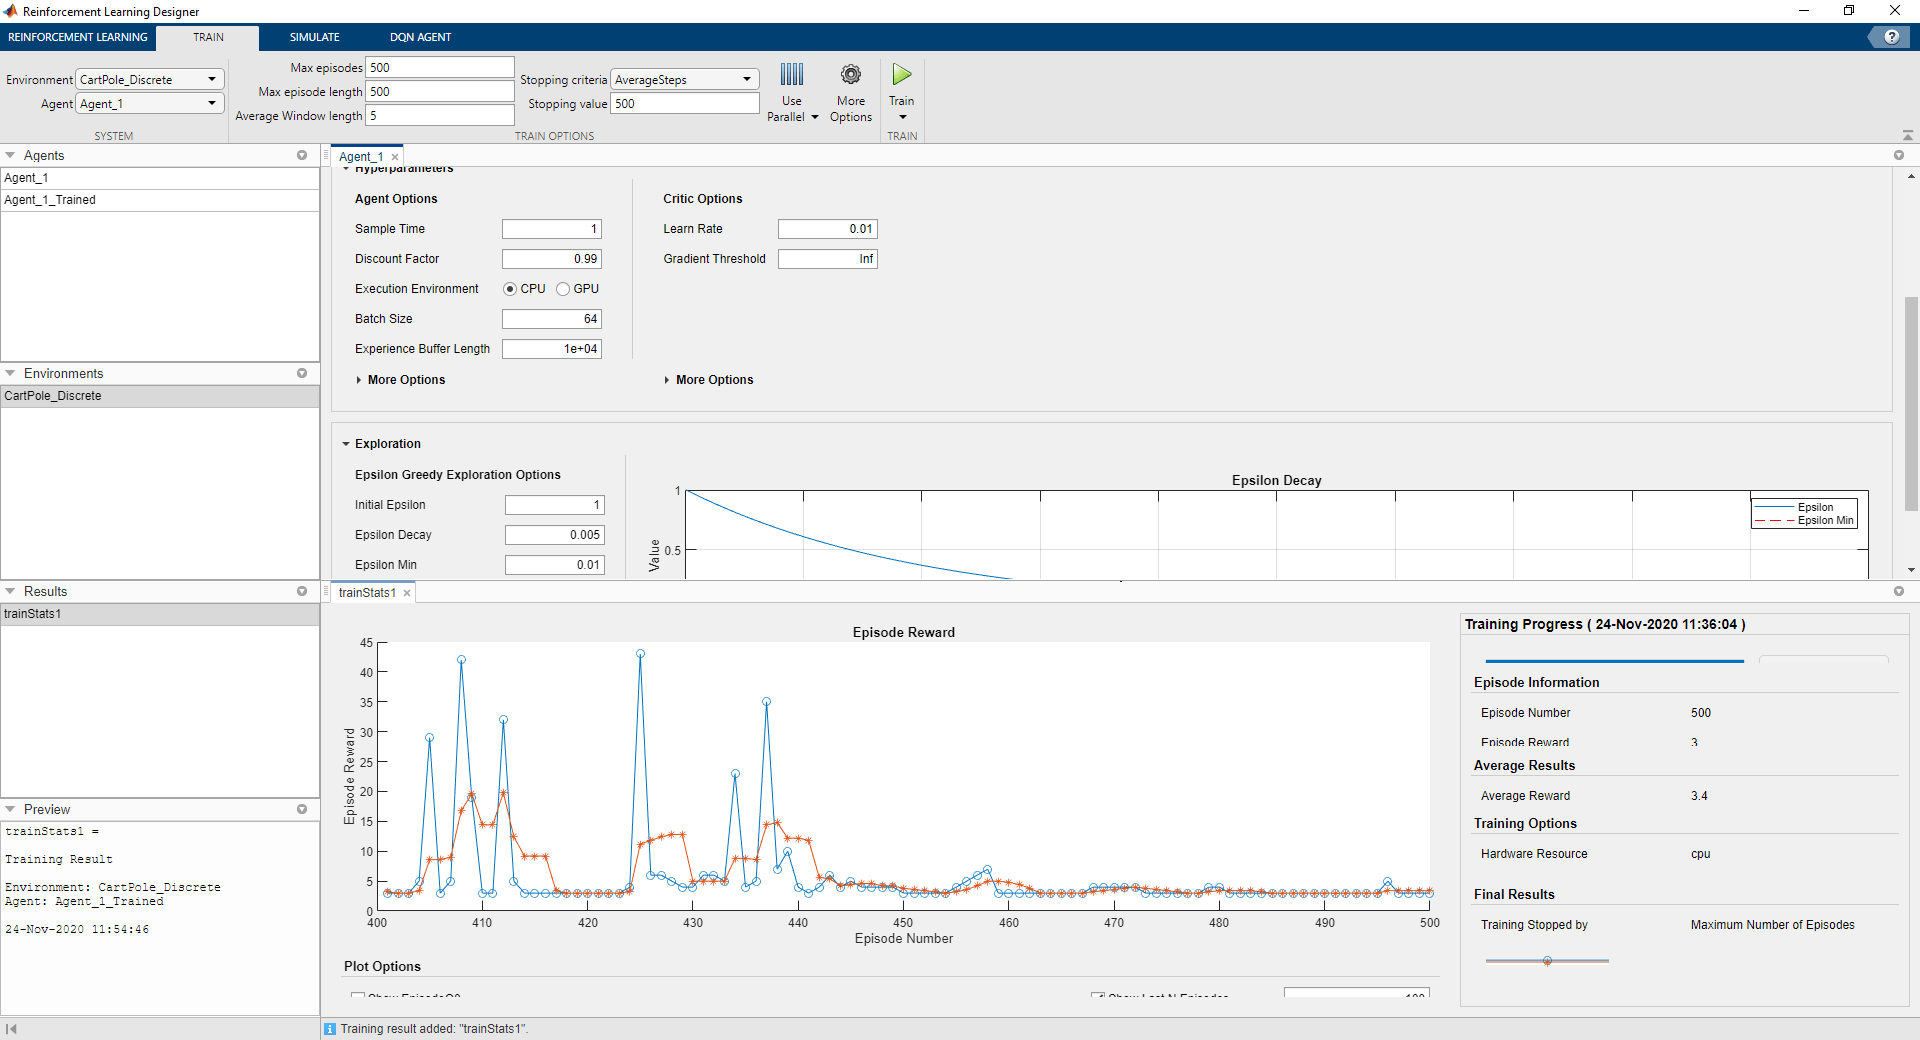 Reinforcement Learning Designer
REINFORCEMENT LEARNING
TRAIN
SIMULATE
DQN AGENT
?
Environment CartPole_Discrete
Agent Agent_1
SYSTEM
Max episodes 500
Max episode length 500
Average Window length 5
Stopping criteria AverageSteps
Stopping value 500
TRAIN OPTIONS
Use
Parallel
More
Options
Train
TRAIN
Agents
Agent_1
Agent_1_Trained
Environments
CartPole_Discrete
Results
trainStats1
Preview
trainStats1 =
Training Result
Environment: CartPole_Discrete
Agent: Agent_1_Trained
24-Nov-2020 11:54:46
Agent_1
Hyperparameters
Agent Options
Sample Time 1
Discount Factor 0.99
Execution Environment CPU GPU
Batch Size 64
Experience Buffer Length 1e+04
More Options
Critic Options
Learn Rate 0.01
Gradient Threshold Inf
More Options
Exploration
Epsilon Greedy Exploration Options
Initial Epsilon 1
Epsilon Decay 0.005
Epsilon Min 0.01
Epsilon Decay
1
0.5
Value
Epsilon
Epsilon Min
trainStats1
Episode Reward
45
40
35
30
25
20
15
10
5
0
Episode Reward
400 410 420 430 440 450 460 470 480 490 500
Episode Number
Plot Options
Show EpisodeQ0
Show Last N Episodes 100
Training Progress ( 24-Nov-2020 11:36:04 )
Episode Information
Episode Number 500
Episode Reward 3
Average Results
Average Reward 3.4
Training Options
Hardware Resource cpu
Final Results
Training Stopped by Maximum Number of Episodes
Training result added: "trainStats1".